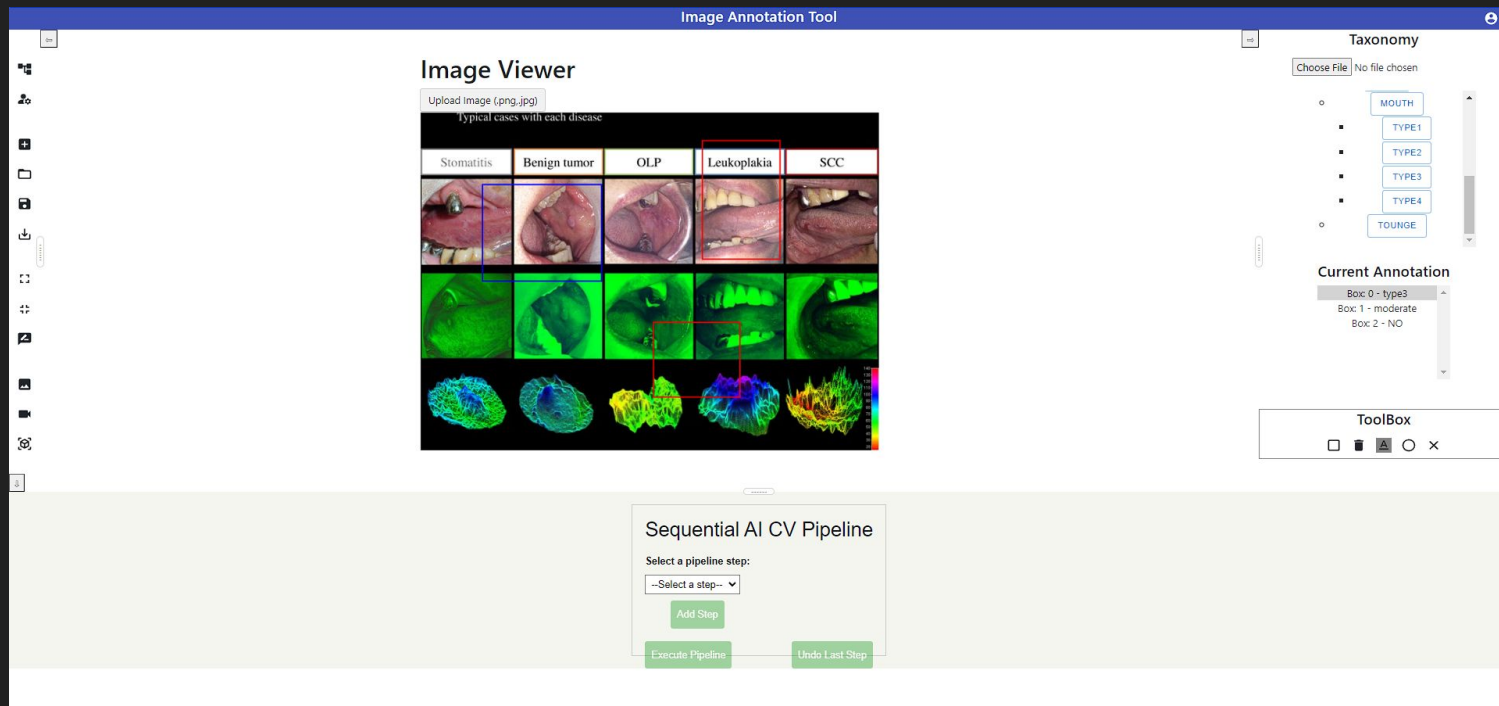 Image Annotation Tool
Image Viewer
Upload Image (.png,.jpg)
Typical cases with each disease
Stomatitis
Benign tumor
OLP
Leukoplakia
SCC
Taxonomy
Choose File No file chosen
MOUTH
TYPE1
TYPE2
TYPE3
TYPE4
TOUNGE
Current Annotation
Box: 0 - type3
Box: 1 - moderate
Box: 2 - NO
ToolBox
Sequential AI CV Pipeline
Select a pipeline step:
--Select a step--
Add Step
Execute Pipeline
Undo Last Step